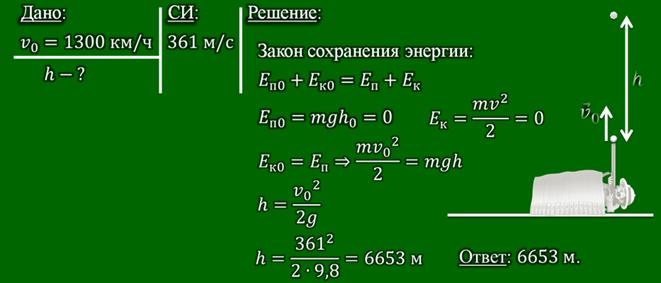 Дано: СИ: Решение:
v₀ = 1300 км/ч 361 м/с
h − ?
Закон сохранения энергии:
Eп0 + Eк0 = Eп + Eк
Eп0 = mgh₀ = 0 Eк = mv²/2 = 0
Eк0 = Eп ⇒ mv₀²/2 = mgh
h = v₀²/2g
h = 361²/2 · 9,8 = 6653 м Ответ: 6653 м.
h
v⃗₀